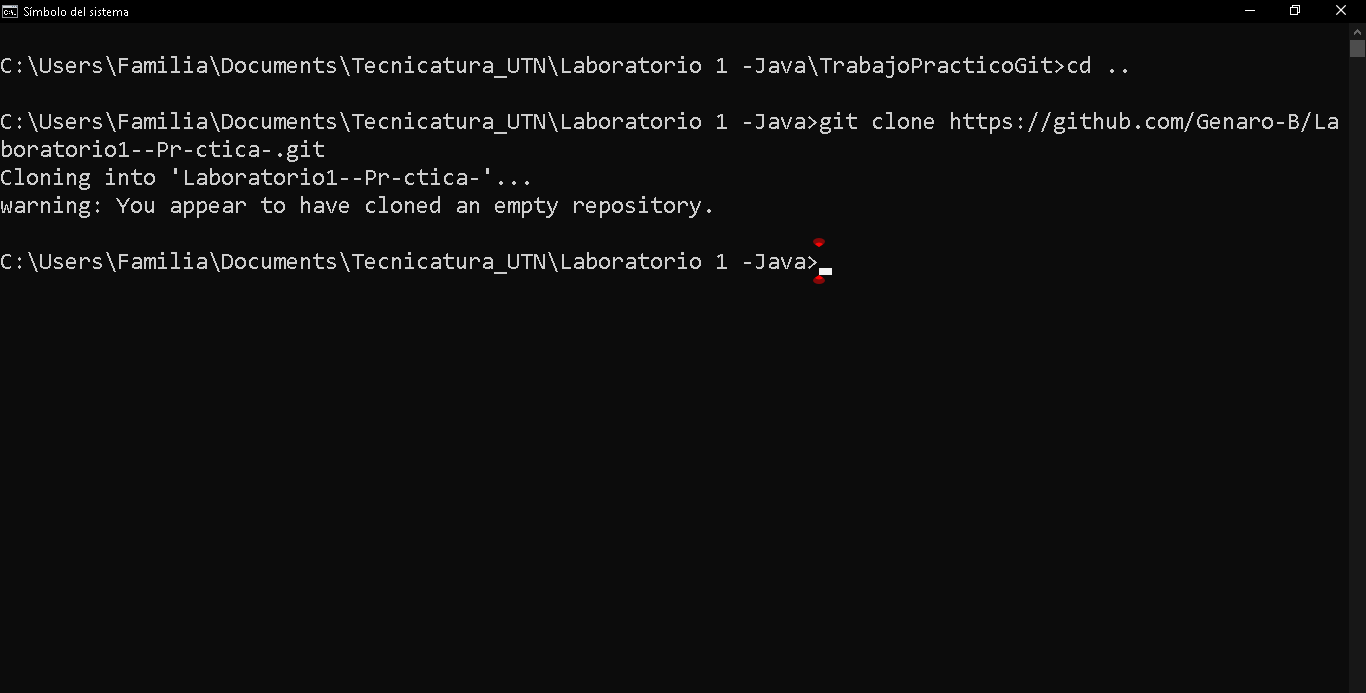 Símbolo del sistema
C:\Users\Familia\Documents\Tecnicatura_UTN\Laboratorio 1 -Java\TrabajoPracticoGit>cd ..
C:\Users\Familia\Documents\Tecnicatura_UTN\Laboratorio 1 -Java>git clone https://github.com/Genaro-B/La
boratorio1--Pr-ctica-.git
Cloning into 'Laboratorio1--Pr-ctica-'...
warning: You appear to have cloned an empty repository.
C:\Users\Familia\Documents\Tecnicatura_UTN\Laboratorio 1 -Java>